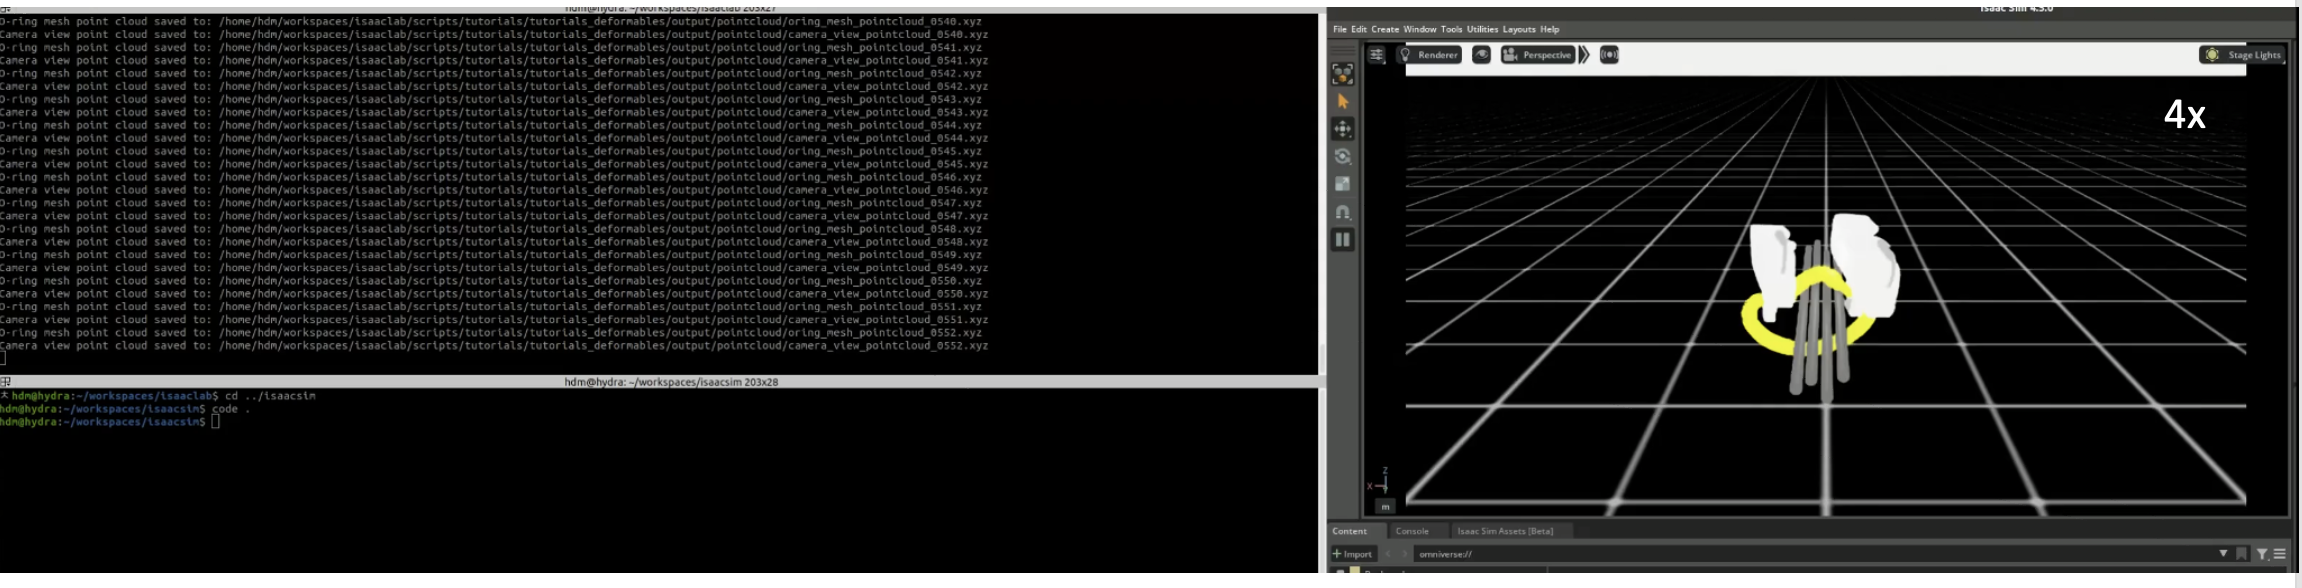 hdm@hydra: ~/workspaces/isaaclab 203x27
O-ring mesh point cloud saved to: /home/hdm/workspaces/isaaclab/scripts/tutorials/tutorials_deformables/output/pointcloud/oring_mesh_pointcloud_0540.xyz
Camera view point cloud saved to: /home/hdm/workspaces/isaaclab/scripts/tutorials/tutorials_deformables/output/pointcloud/camera_view_pointcloud_0540.xyz
O-ring mesh point cloud saved to: /home/hdm/workspaces/isaaclab/scripts/tutorials/tutorials_deformables/output/pointcloud/oring_mesh_pointcloud_0541.xyz
Camera view point cloud saved to: /home/hdm/workspaces/isaaclab/scripts/tutorials/tutorials_deformables/output/pointcloud/camera_view_pointcloud_0541.xyz
O-ring mesh point cloud saved to: /home/hdm/workspaces/isaaclab/scripts/tutorials/tutorials_deformables/output/pointcloud/oring_mesh_pointcloud_0542.xyz
Camera view point cloud saved to: /home/hdm/workspaces/isaaclab/scripts/tutorials/tutorials_deformables/output/pointcloud/camera_view_pointcloud_0542.xyz
O-ring mesh point cloud saved to: /home/hdm/workspaces/isaaclab/scripts/tutorials/tutorials_deformables/output/pointcloud/oring_mesh_pointcloud_0543.xyz
Camera view point cloud saved to: /home/hdm/workspaces/isaaclab/scripts/tutorials/tutorials_deformables/output/pointcloud/camera_view_pointcloud_0543.xyz
O-ring mesh point cloud saved to: /home/hdm/workspaces/isaaclab/scripts/tutorials/tutorials_deformables/output/pointcloud/oring_mesh_pointcloud_0544.xyz
Camera view point cloud saved to: /home/hdm/workspaces/isaaclab/scripts/tutorials/tutorials_deformables/output/pointcloud/camera_view_pointcloud_0544.xyz
O-ring mesh point cloud saved to: /home/hdm/workspaces/isaaclab/scripts/tutorials/tutorials_deformables/output/pointcloud/oring_mesh_pointcloud_0545.xyz
Camera view point cloud saved to: /home/hdm/workspaces/isaaclab/scripts/tutorials/tutorials_deformables/output/pointcloud/camera_view_pointcloud_0545.xyz
O-ring mesh point cloud saved to: /home/hdm/workspaces/isaaclab/scripts/tutorials/tutorials_deformables/output/pointcloud/oring_mesh_pointcloud_0546.xyz
Camera view point cloud saved to: /home/hdm/workspaces/isaaclab/scripts/tutorials/tutorials_deformables/output/pointcloud/camera_view_pointcloud_0546.xyz
O-ring mesh point cloud saved to: /home/hdm/workspaces/isaaclab/scripts/tutorials/tutorials_deformables/output/pointcloud/oring_mesh_pointcloud_0547.xyz
Camera view point cloud saved to: /home/hdm/workspaces/isaaclab/scripts/tutorials/tutorials_deformables/output/pointcloud/camera_view_pointcloud_0547.xyz
O-ring mesh point cloud saved to: /home/hdm/workspaces/isaaclab/scripts/tutorials/tutorials_deformables/output/pointcloud/oring_mesh_pointcloud_0548.xyz
Camera view point cloud saved to: /home/hdm/workspaces/isaaclab/scripts/tutorials/tutorials_deformables/output/pointcloud/camera_view_pointcloud_0548.xyz
O-ring mesh point cloud saved to: /home/hdm/workspaces/isaaclab/scripts/tutorials/tutorials_deformables/output/pointcloud/oring_mesh_pointcloud_0549.xyz
Camera view point cloud saved to: /home/hdm/workspaces/isaaclab/scripts/tutorials/tutorials_deformables/output/pointcloud/camera_view_pointcloud_0549.xyz
O-ring mesh point cloud saved to: /home/hdm/workspaces/isaaclab/scripts/tutorials/tutorials_deformables/output/pointcloud/oring_mesh_pointcloud_0550.xyz
Camera view point cloud saved to: /home/hdm/workspaces/isaaclab/scripts/tutorials/tutorials_deformables/output/pointcloud/camera_view_pointcloud_0550.xyz
O-ring mesh point cloud saved to: /home/hdm/workspaces/isaaclab/scripts/tutorials/tutorials_deformables/output/pointcloud/oring_mesh_pointcloud_0551.xyz
Camera view point cloud saved to: /home/hdm/workspaces/isaaclab/scripts/tutorials/tutorials_deformables/output/pointcloud/camera_view_pointcloud_0551.xyz
O-ring mesh point cloud saved to: /home/hdm/workspaces/isaaclab/scripts/tutorials/tutorials_deformables/output/pointcloud/oring_mesh_pointcloud_0552.xyz
Camera view point cloud saved to: /home/hdm/workspaces/isaaclab/scripts/tutorials/tutorials_deformables/output/pointcloud/camera_view_pointcloud_0552.xyz
hdm@hydra: ~/workspaces/isaacsim 203x28
hdm@hydra:~/workspaces/isaaclab$ cd ../isaacsim
hdm@hydra:~/workspaces/isaacsim$ code .
hdm@hydra:~/workspaces/isaacsim$
Isaac Sim 4.5.0
File Edit Create Window Tools Utilities Layouts Help
Renderer Perspective Stage Lights
4x
Z
X
m
Content Console Isaac Sim Assets [Beta]
+ Import < > omniverse://